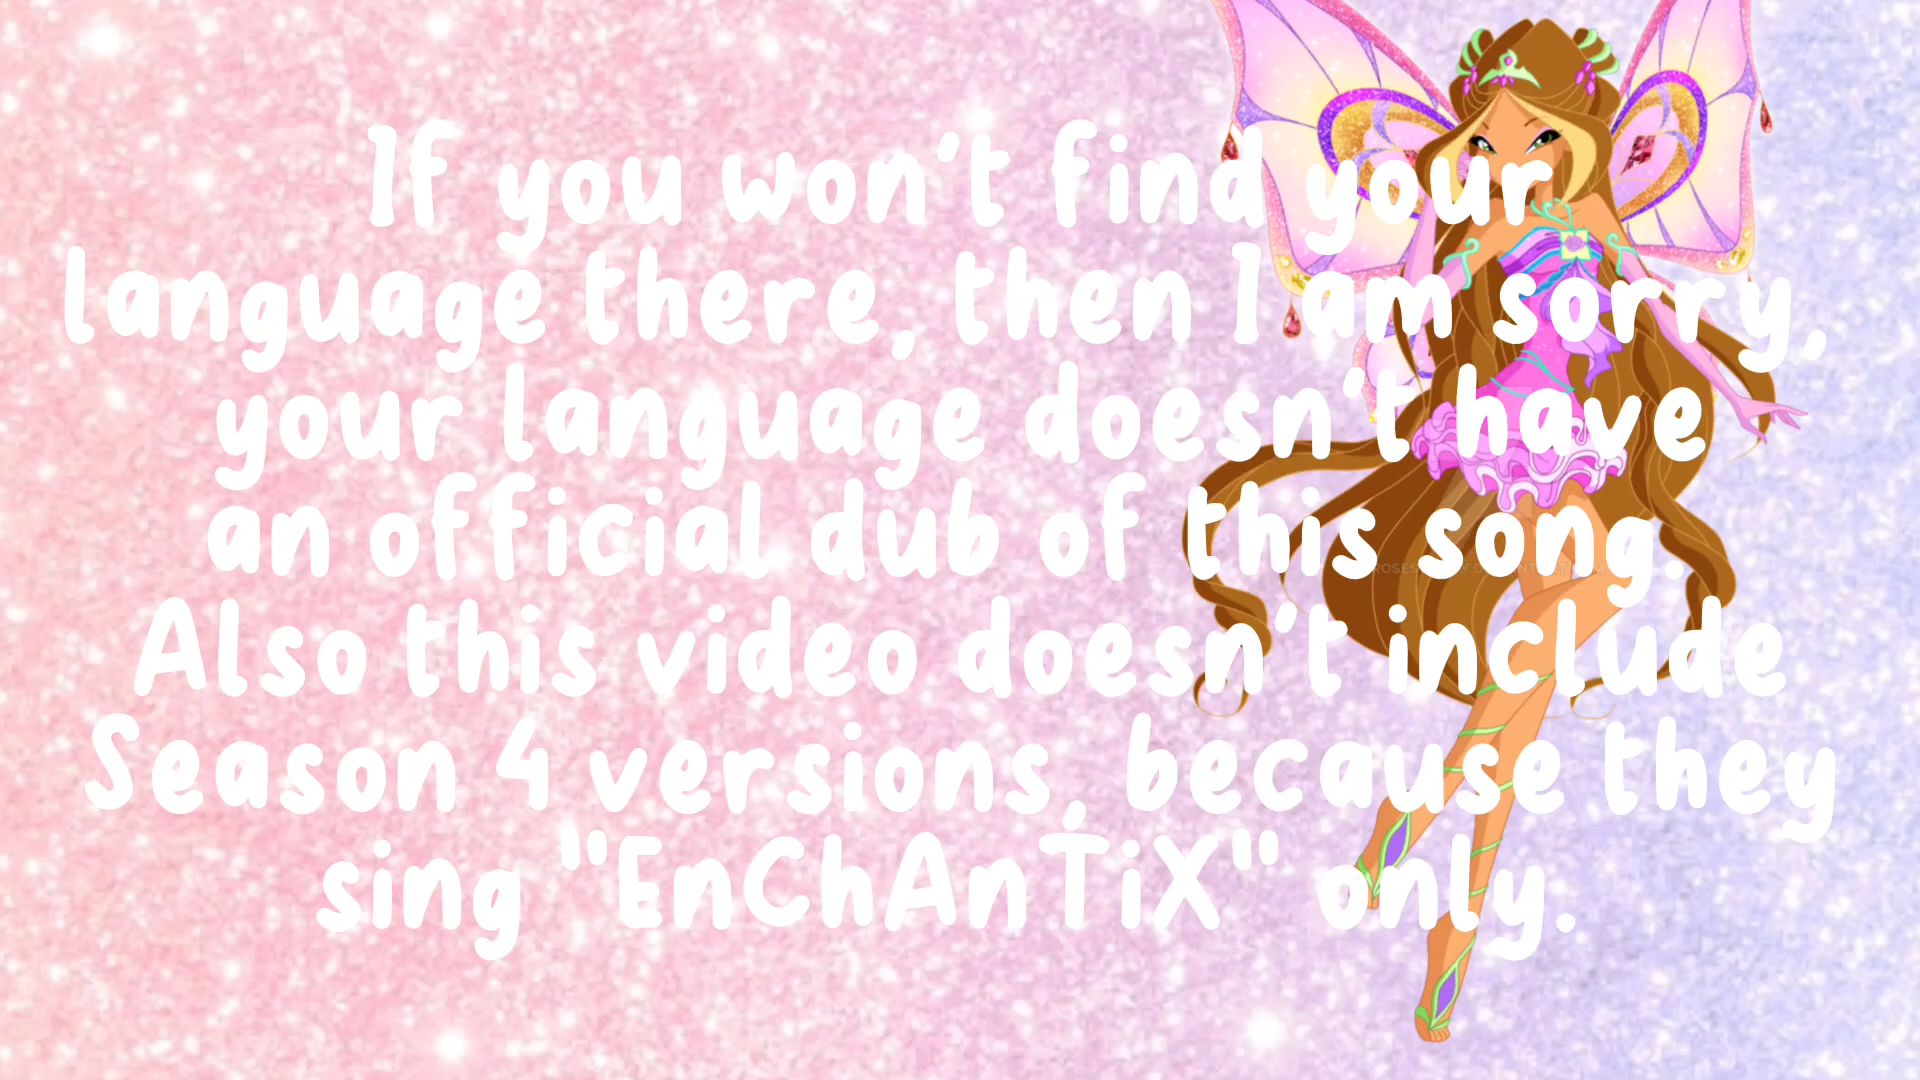 If you won't find your
language there, then I am sorry,
your language doesn't have
an official dub of this song.
Also this video doesn't include
Season 4 versions, because they
sing "EnChAnTiX" only.